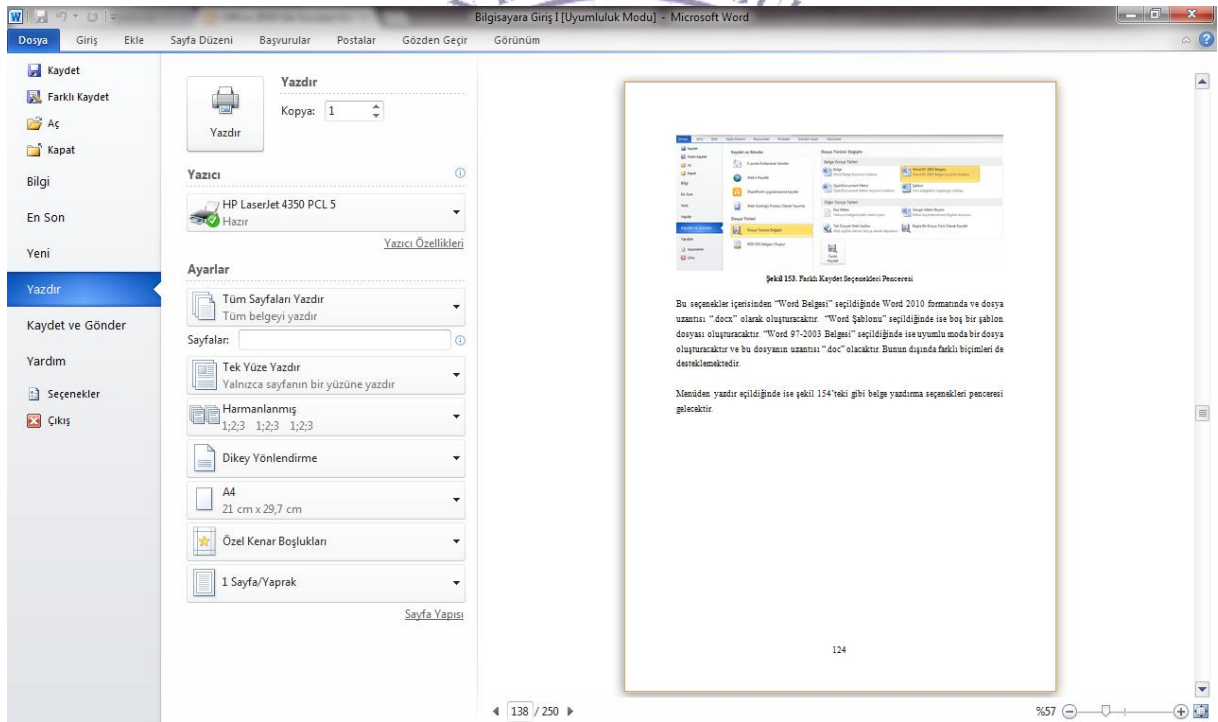 Bilgisayara Giriş I [Uyumluluk Modu] - Microsoft Word
Dosya Giriş Ekle Sayfa Düzeni Başvurular Postalar Gözden Geçir Görünüm
Kaydet
Farklı Kaydet
Aç
Kapat
Bilgi
En Son
Yeni
Yazdır
Kaydet ve Gönder
Yardım
Seçenekler
Çıkış
Yazdır
Yazdır
Kopya: 1
Yazıcı
HP LaserJet 4350 PCL 5
Hazır
Yazıcı Özellikleri
Ayarlar
Tüm Sayfaları Yazdır
Tüm belgeyi yazdır
Sayfalar:
Tek Yüze Yazdır
Yalnızca sayfanın bir yüzüne yazdır
Harmanlanmış
1;2;3 1;2;3 1;2;3
Dikey Yönlendirme
A4
21 cm x 29,7 cm
Özel Kenar Boşlukları
1 Sayfa/Yaprak
Sayfa Yapısı
Kaydet ve Gönder
Dosya Türünü Değiştir
Şekil 153. Farklı Kaydet Seçenekleri Penceresi
Bu seçenekler içerisinden “Word Belgesi” seçildiğinde Word 2010 formatında ve dosya
uzantısı “.docx” olarak oluşturacaktır. “Word Şablonu” seçildiğinde ise boş bir şablon
dosyası oluşturacaktır. “Word 97-2003 Belgesi” seçildiğinde ise uyumlu moda bir dosya
oluşturacaktır ve bu dosyanın uzantısı “.doc” olacaktır. Bunun dışında farklı biçimleri de
desteklemektedir.
Menüden yazdır eçildiğinde ise şekil 154’teki gibi belge yazdırma seçenekleri penceresi
gelecektir.
124
138 / 250
%57